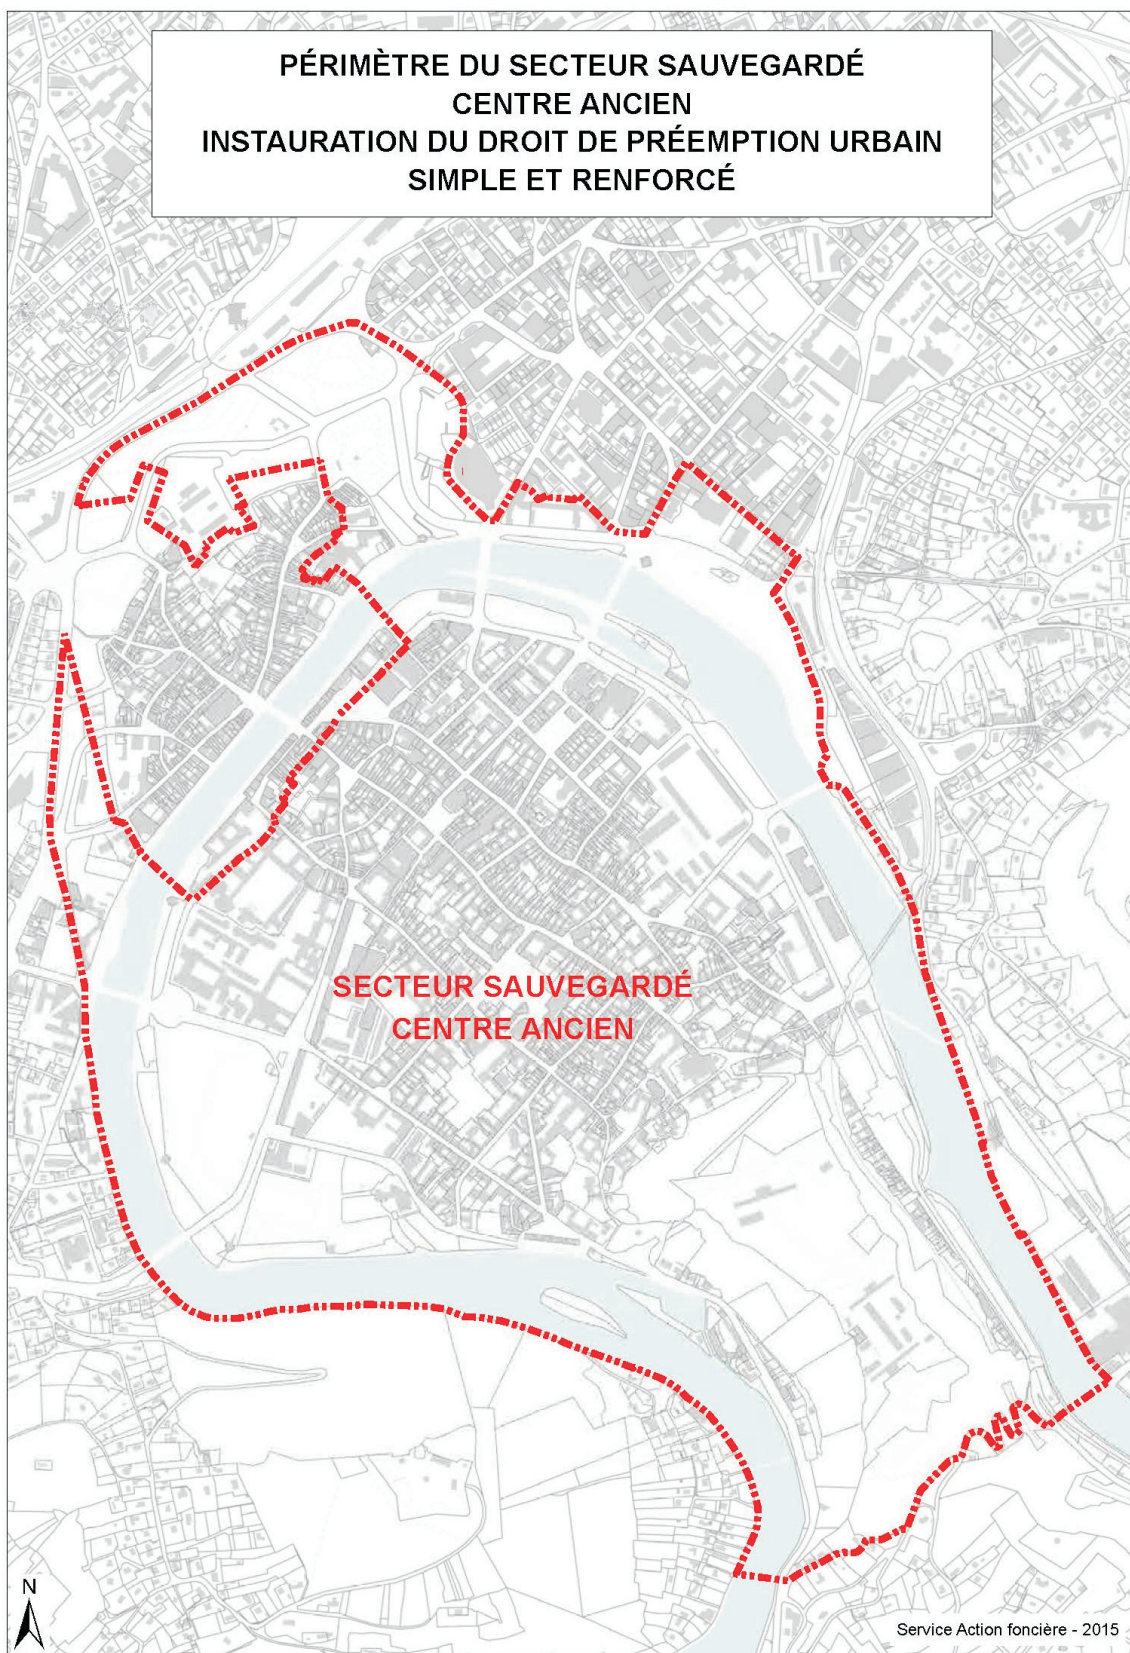 PÉRIMÈTRE DU SECTEUR SAUVEGARDÉ
CENTRE ANCIEN
INSTAURATION DU DROIT DE PRÉEMPTION URBAIN
SIMPLE ET RENFORCÉ
SECTEUR SAUVEGARDÉ
CENTRE ANCIEN
N
Service Action foncière - 2015